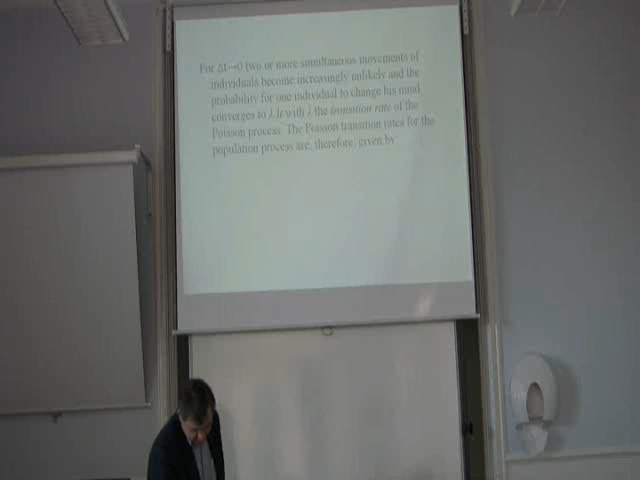 For Δt→0 two or more simultaneous movements of
individuals become increasingly unlikely and the
probability for one individual to change his mind
converges to λΔt with λ the transition rate of the
Poisson process. The Poisson transition rates for the
population process are, therefore, given by